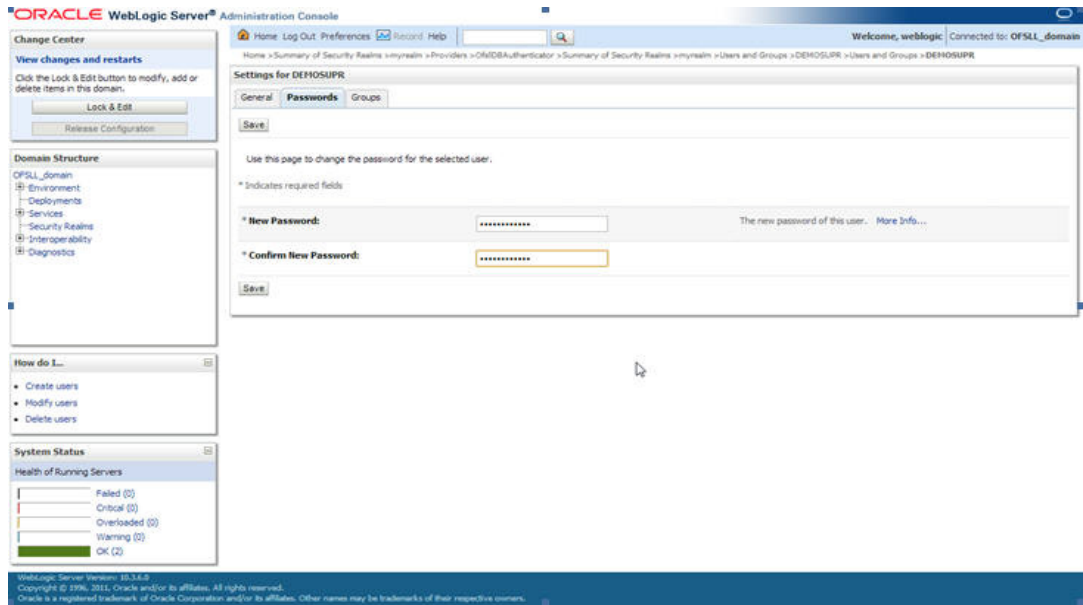 ORACLE WebLogic Server® Administration Console
Change Center
View changes and restarts
Click the Lock & Edit button to modify, add or
delete items in this domain.
Lock & Edit
Release Configuration
Domain Structure
OFSLL_domain
Environment
Deployments
Services
Security Realms
Interoperability
Diagnostics
How do I...
Create users
Modify users
Delete users
System Status
Health of Running Servers
Failed (0)
Critical (0)
Overloaded (0)
Warning (0)
OK (2)
Home Log Out Preferences Record Help
Welcome, weblogic Connected to: OFSLL_domain
Home >Summary of Security Realms >myrealm >Providers >OfsllDBAuthenticator >Summary of Security Realms >myrealm >Users and Groups >DEMOSUPR >Users and Groups >DEMOSUPR
Settings for DEMOSUPR
General Passwords Groups
Save
Use this page to change the password for the selected user.
* Indicates required fields
* New Password: •••••••••••• The new password of this user. More Info...
* Confirm New Password: ••••••••••••
Save
WebLogic Server Version: 10.3.6.0
Copyright © 1996, 2011, Oracle and/or its affiliates. All rights reserved.
Oracle is a registered trademark of Oracle Corporation and/or its affiliates. Other names may be trademarks of their respective owners.